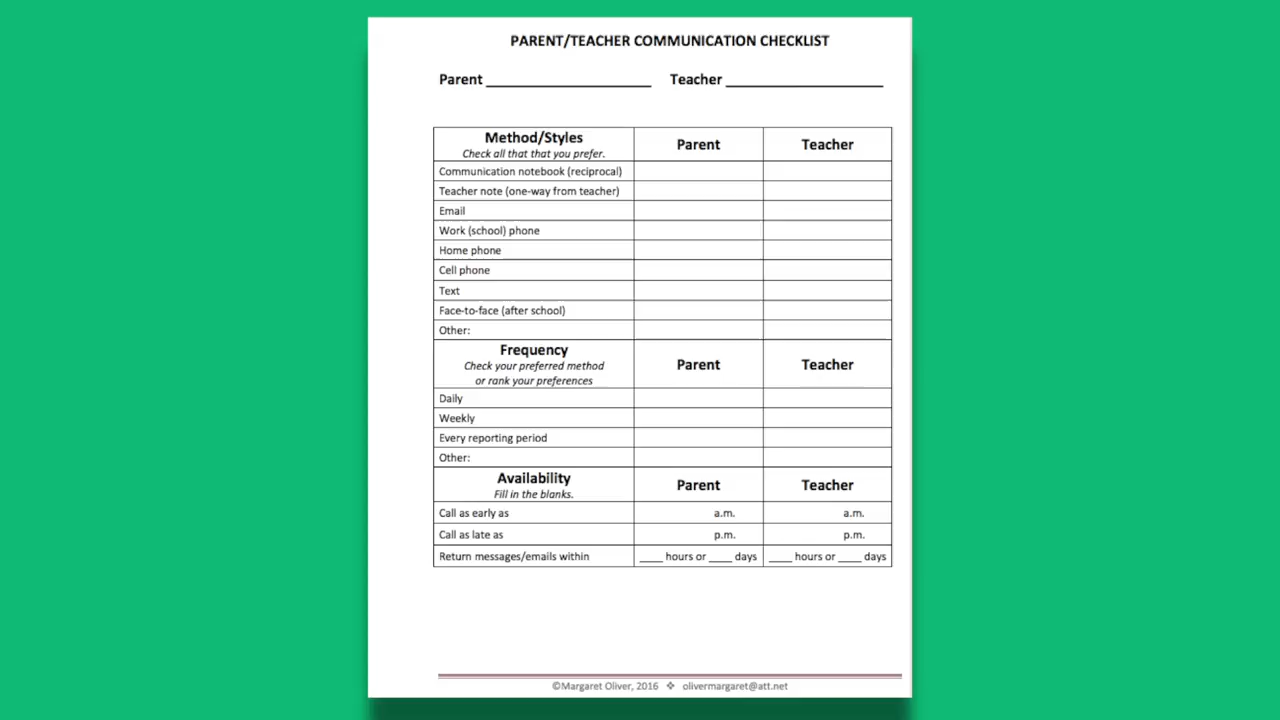 PARENT/TEACHER COMMUNICATION CHECKLIST
Parent ____________________ Teacher ____________________
Method/Styles Parent Teacher
Check all that that you prefer.
Communication notebook (reciprocal)
Teacher note (one-way from teacher)
Email
Work (school) phone
Home phone
Cell phone
Text
Face-to-face (after school)
Other:
Frequency Parent Teacher
Check your preferred method
or rank your preferences
Daily
Weekly
Every reporting period
Other:
Availability Parent Teacher
Fill in the blanks.
Call as early as a.m. a.m.
Call as late as p.m. p.m.
Return messages/emails within ____ hours or ____ days ____ hours or ____ days
©Margaret Oliver, 2016 ❖ olivermargaret@att.net